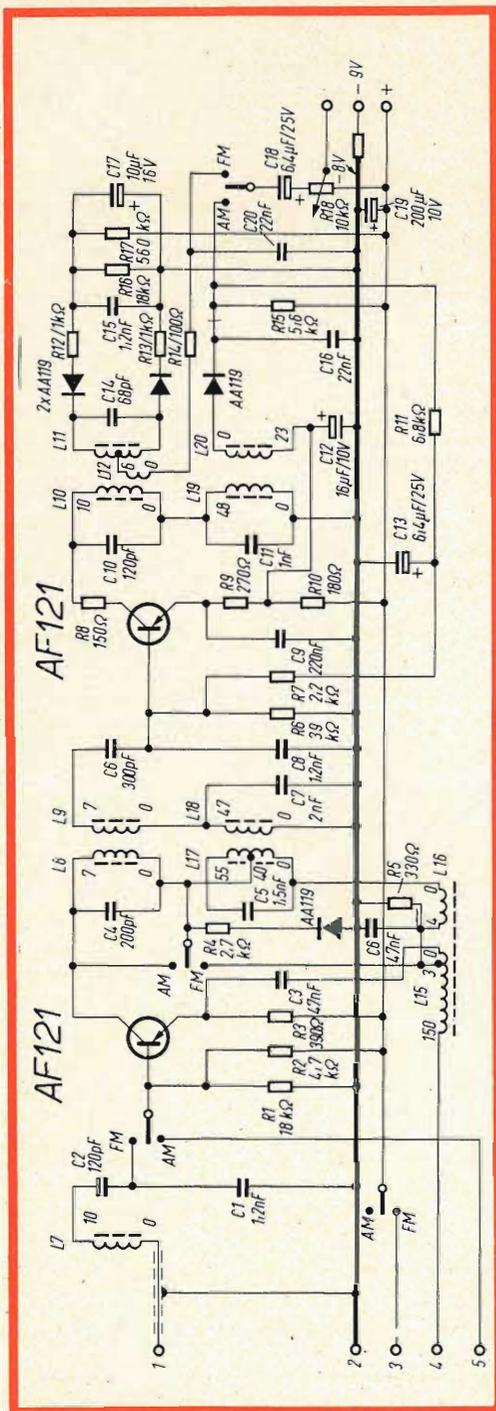 AF121
AF121
L7
10
0
C2
120pF
FM
AM
C1
1,2nF
1
2
3
4
5
AM
FM
R1
18 kΩ
R2
4,7
kΩ
R3
390Ω
C3
47nF
AM
FM
C4
200pF
L6
7
0
R4
2,7
kΩ
C5
1,5nF
L17
55
40
0
AA119
C6
47nF
R5
330Ω
L15
150
3
0
L16
4
0
L9
7
0
L18
47
0
C7
2nF
C6
300pF
C8
1,2nF
R6
39
kΩ
R7
2,2
kΩ
C9
220nF
R8
150Ω
R9
270Ω
R10
180Ω
C10
120pF
L10
10
0
C11
1nF
L19
48
0
L11
L12
6
0
C14
68pF
2xAA119
R12/1kΩ
R13/1kΩ
R14/100Ω
C15
1,2nF
R16
18kΩ
R17
560
kΩ
C17
10µF
16V
+
L20
0
23
AA119
C12
16µF/10V
+
C16
22nF
R15
5,6
kΩ
C20
22nF
AM
FM
C18
6,4µF/25V
+
R18
10kΩ
-8V
C19
200µF
10V
+
- 9V
+
C13
6,4µF/25V
+
R11
6,8kΩ